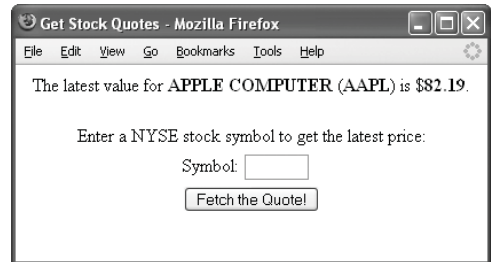 Get Stock Quotes - Mozilla Firefox
File Edit View Go Bookmarks Tools Help
The latest value for APPLE COMPUTER (AAPL) is $82.19.
Enter a NYSE stock symbol to get the latest price:
Symbol:
Fetch the Quote!